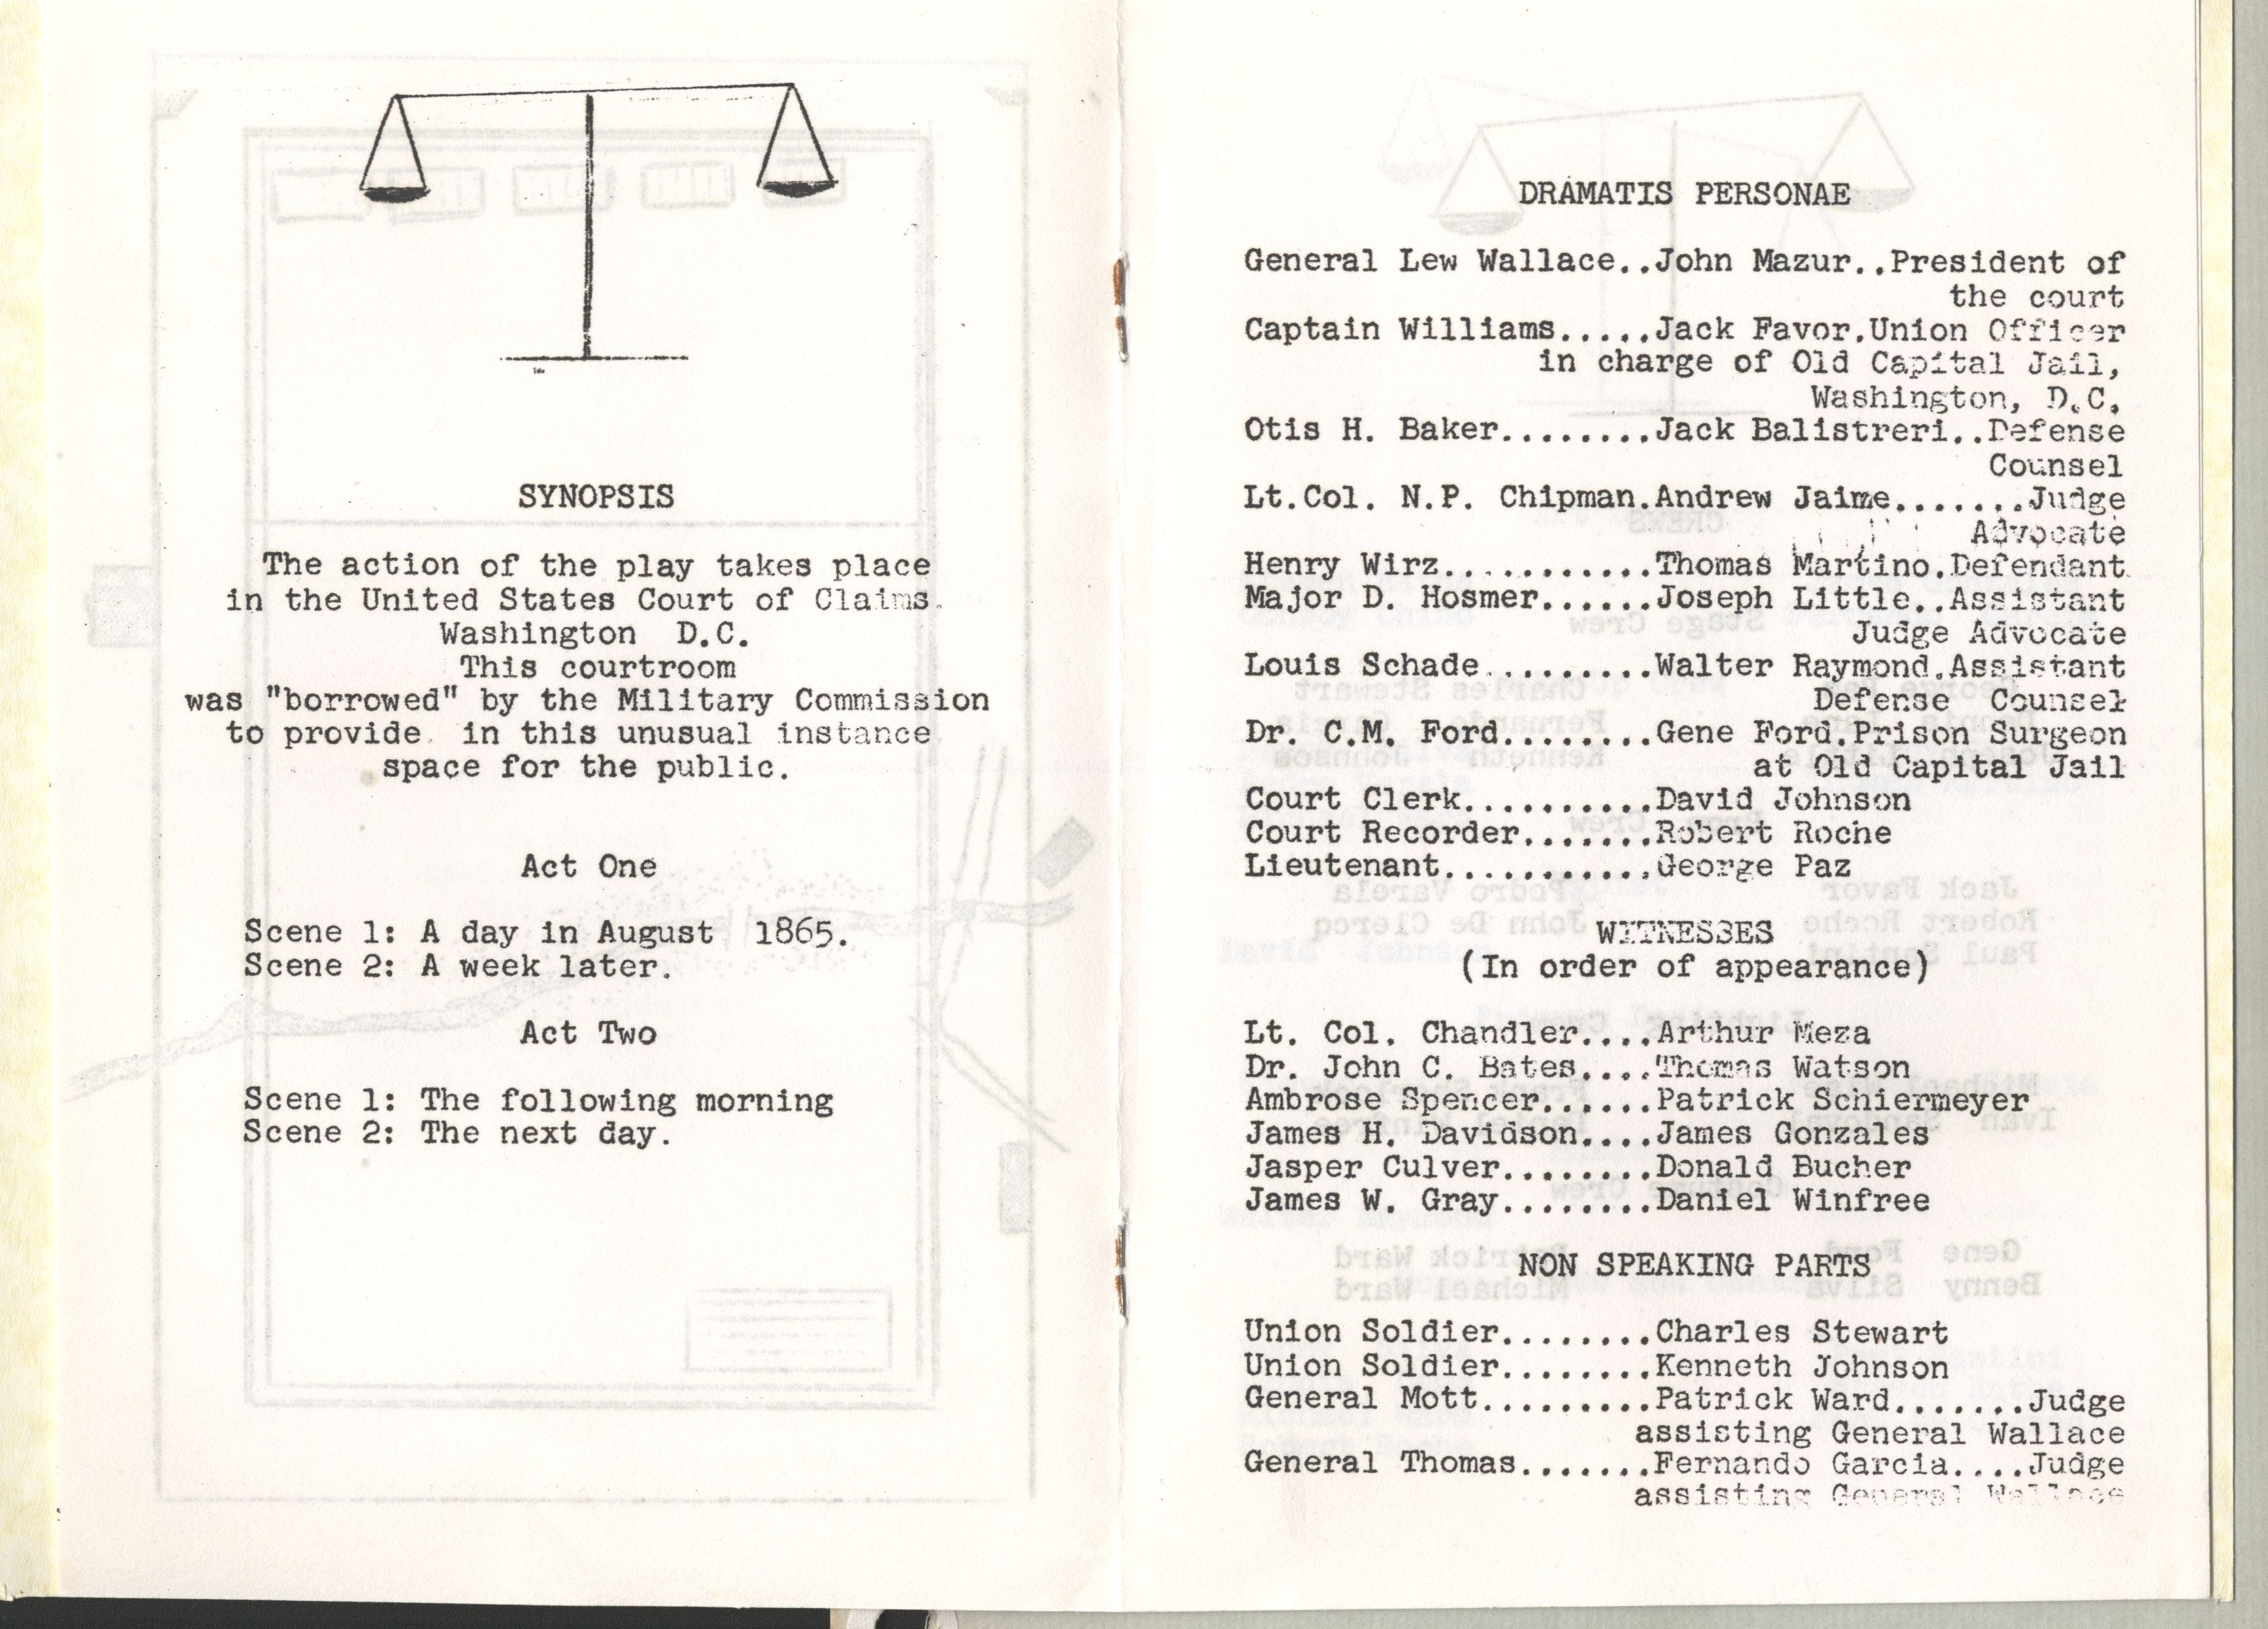 SYNOPSIS
The action of the play takes place
in the United States Court of Claims.
Washington D.C.
This courtroom
was "borrowed" by the Military Commission
to provide in this unusual instance
space for the public.
Act One
Scene 1: A day in August 1865.
Scene 2: A week later.
Act Two
Scene 1: The following morning
Scene 2: The next day.
DRAMATIS PERSONAE
General Lew Wallace..John Mazur..President of
the court
Captain Williams.....Jack Favor.Union Officer
in charge of Old Capital Jail,
Washington, D.C.
Otis H. Baker........Jack Balistreri..Defense
Counsel
Lt.Col. N.P. Chipman.Andrew Jaime.......Judge
Advocate
Henry Wirz...........Thomas Martino.Defendant
Major D. Hosmer......Joseph Little..Assistant
Judge Advocate
Louis Schade.........Walter Raymond.Assistant
Defense Counsel
Dr. C.M. Ford........Gene Ford.Prison Surgeon
at Old Capital Jail
Court Clerk..........David Johnson
Court Recorder.......Robert Roche
Lieutenant...........George Paz
WITNESSES
(In order of appearance)
Lt. Col. Chandler....Arthur Meza
Dr. John C. Bates....Thomas Watson
Ambrose Spencer......Patrick Schiermeyer
James H. Davidson....James Gonzales
Jasper Culver........Donald Bucher
James W. Gray........Daniel Winfree
NON SPEAKING PARTS
Union Soldier........Charles Stewart
Union Soldier........Kenneth Johnson
General Mott.........Patrick Ward.......Judge
assisting General Wallace
General Thomas.......Fernando Garcia....Judge
assisting General Wallace